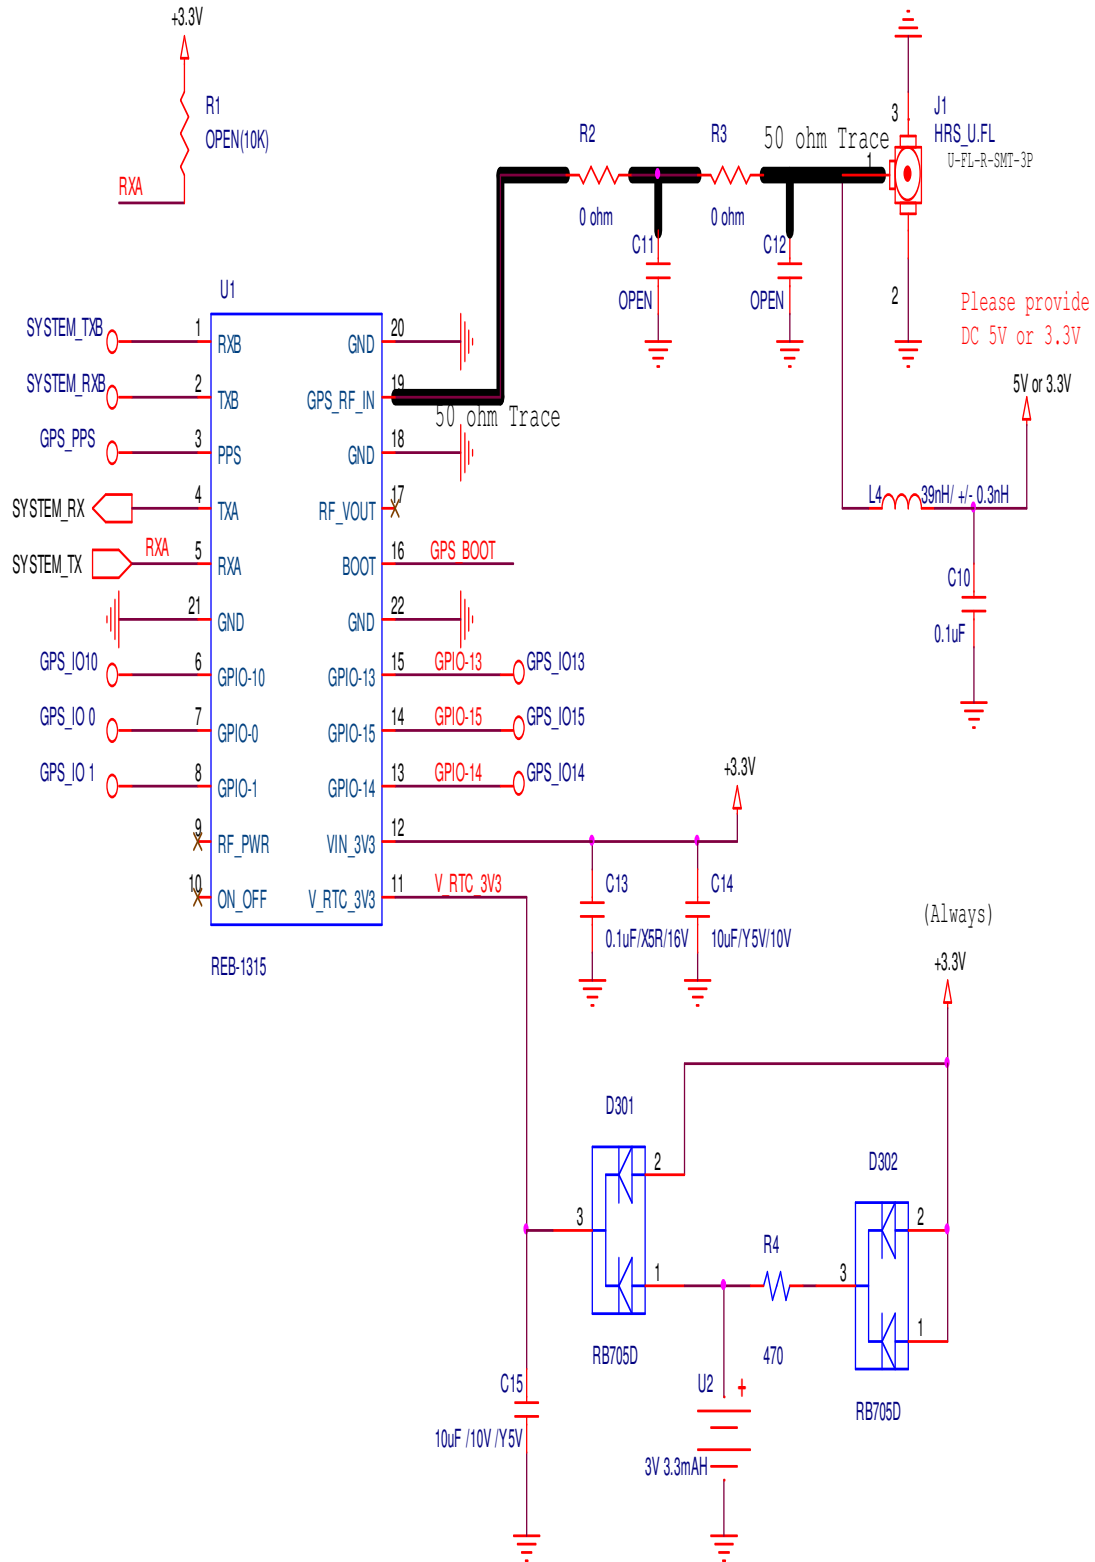 +3.3V
R1
OPEN(10K)
RXA
R2
0 ohm
R3
0 ohm
50 ohm Trace
3
J1
HRS_U.FL
U-FL-R-SMT-3P
1
2
C11
OPEN
C12
OPEN
Please provide
DC 5V or 3.3V
5V or 3.3V
L4
39nH/ +/- 0.3nH
C10
0.1uF
U1
SYSTEM_TXB
1
RXB
SYSTEM_RXB
2
TXB
GPS_PPS
3
PPS
SYSTEM_RX
4
TXA
SYSTEM_TX
RXA
5
RXA
21
GND
GPS_IO10
6
GPIO-10
GPS_IO 0
7
GPIO-0
GPS_IO 1
8
GPIO-1
9
RF_PWR
10
ON_OFF
GND
20
GPS_RF_IN
19
50 ohm Trace
GND
18
RF_VOUT
17
BOOT
16
GPS_BOOT
GND
22
GPIO-13
15
GPIO-13
GPS_IO13
GPIO-15
14
GPIO-15
GPS_IO15
GPIO-14
13
GPIO-14
GPS_IO14
VIN_3V3
12
V_RTC_3V3
11
V_RTC_3V3
REB-1315
+3.3V
C13
0.1uF/X5R/16V
C14
10uF/Y5V/10V
(Always)
+3.3V
D301
2
3
1
RB705D
D302
2
3
1
RB705D
R4
470
C15
10uF /10V /Y5V
U2
+
3V 3.3mAH